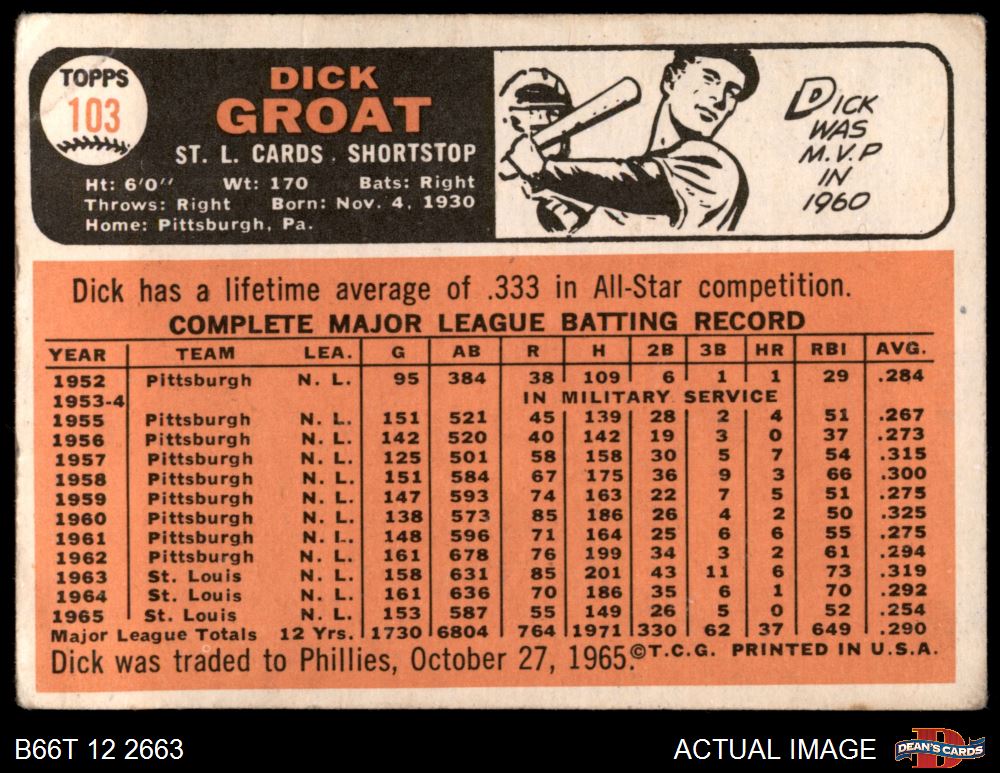 TOPPS
103
DICK
GROAT
ST. L. CARDS . SHORTSTOP
Ht: 6'0" Wt: 170 Bats: Right
Throws: Right Born: Nov. 4, 1930
Home: Pittsburgh, Pa.
DICK
WAS
M.V.P
IN
1960
Dick has a lifetime average of .333 in All-Star competition.
COMPLETE MAJOR LEAGUE BATTING RECORD
YEAR TEAM LEA. G AB R H 2B 3B HR RBI AVG.
1952 Pittsburgh N. L. 95 384 38 109 6 1 1 29 .284
1953-4 IN MILITARY SERVICE
1955 Pittsburgh N. L. 151 521 45 139 28 2 4 51 .267
1956 Pittsburgh N. L. 142 520 40 142 19 3 0 37 .273
1957 Pittsburgh N. L. 125 501 58 158 30 5 7 54 .315
1958 Pittsburgh N. L. 151 584 67 175 36 9 3 66 .300
1959 Pittsburgh N. L. 147 593 74 163 22 7 5 51 .275
1960 Pittsburgh N. L. 138 573 85 186 26 4 2 50 .325
1961 Pittsburgh N. L. 148 596 71 164 25 6 6 55 .275
1962 Pittsburgh N. L. 161 678 76 199 34 3 2 61 .294
1963 St. Louis N. L. 158 631 85 201 43 11 6 73 .319
1964 St. Louis N. L. 161 636 70 186 35 6 1 70 .292
1965 St. Louis N. L. 153 587 55 149 26 5 0 52 .254
Major League Totals 12 Yrs. 1730 6804 764 1971 330 62 37 649 .290
Dick was traded to Phillies, October 27, 1965. ©T.C.G. PRINTED IN U.S.A.
B66T 12 2663
ACTUAL IMAGE
D
DEAN'S CARDS